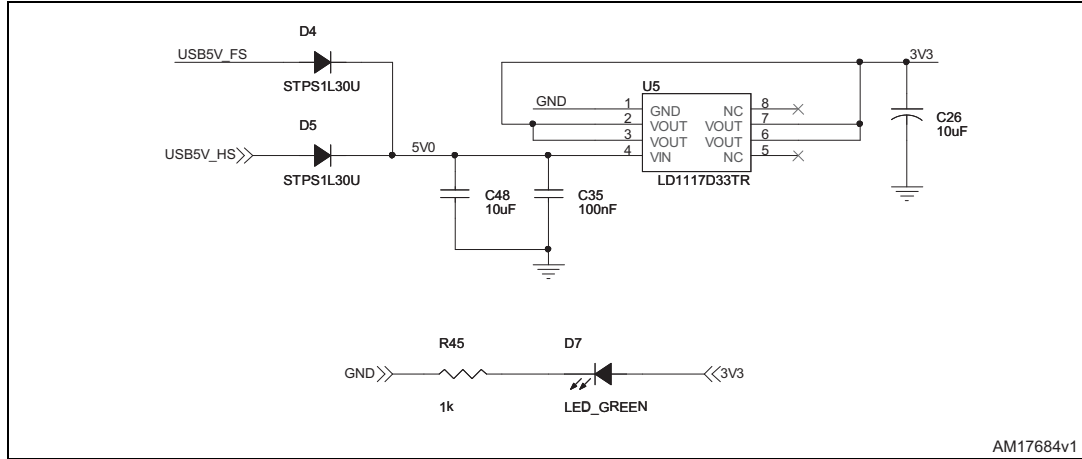 D4
USB5V_FS
STPS1L30U
D5
USB5V_HS
STPS1L30U
5V0
C48
10uF
C35
100nF
U5
GND
1 GND NC 8
2 VOUT VOUT 7
3 VOUT VOUT 6
4 VIN NC 5
LD1117D33TR
3V3
C26
10uF
R45
D7
GND
3V3
1k
LED_GREEN
AM17684v1